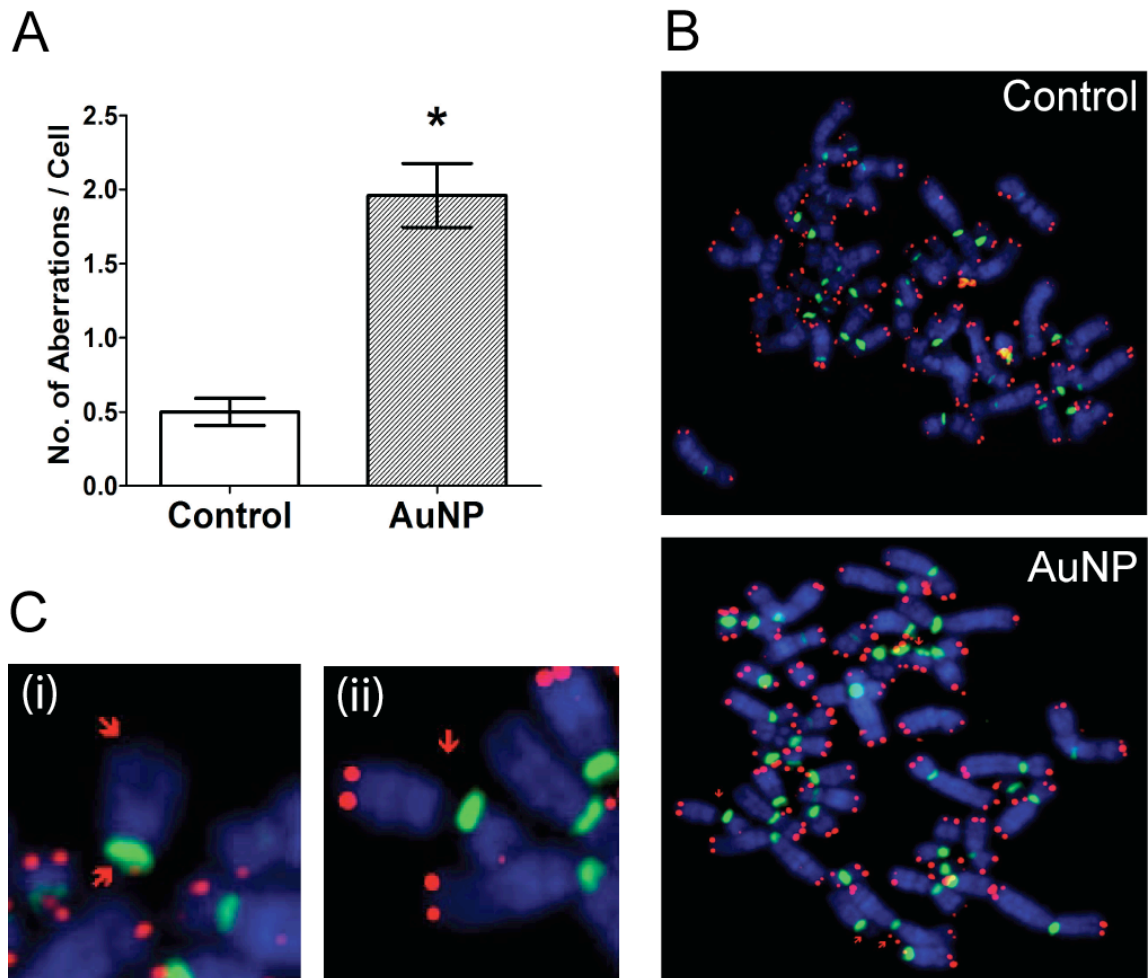 A
No. of Aberrations / Cell
2.5
2.0
1.5
1.0
0.5
0.0
*
Control
AuNP
B
Control
AuNP
C
(i)
(ii)